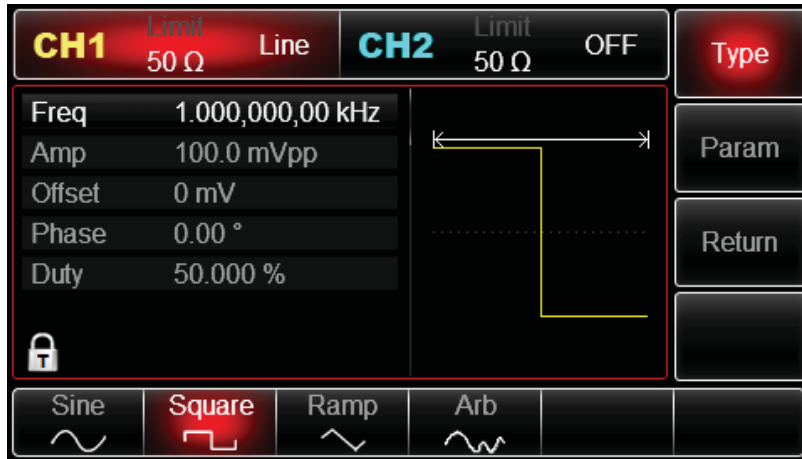 CH1 Limit 50 Ω Line
CH2 Limit 50 Ω OFF
Type
Freq 1.000,000,00 kHz
Amp 100.0 mVpp
Offset 0 mV
Phase 0.00 °
Duty 50.000 %
T
Param
Return
Sine Square Ramp Arb